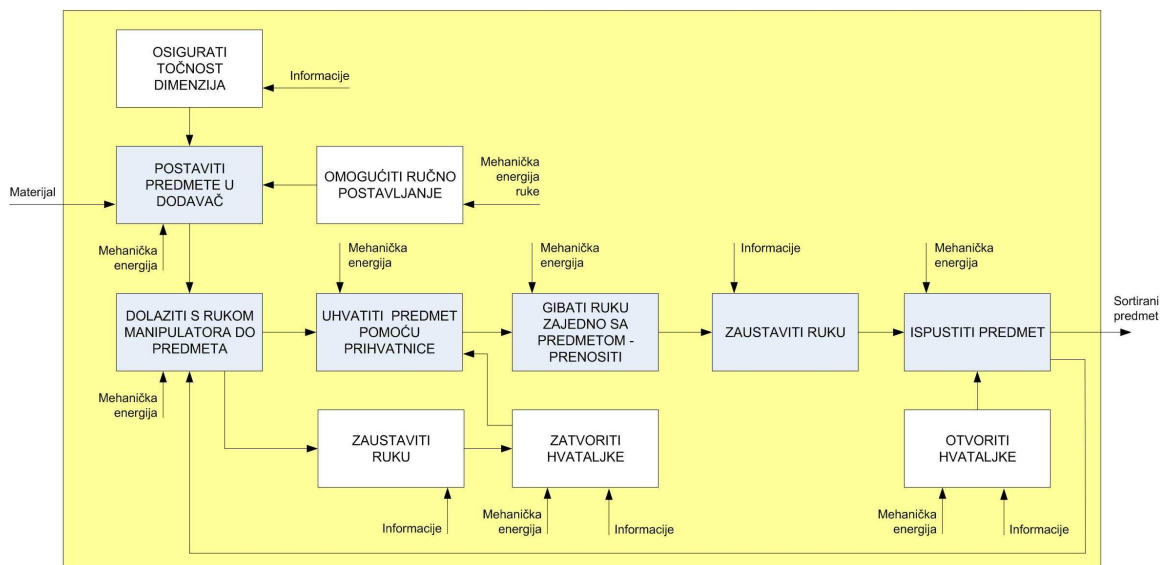 OSIGURATI
TOČNOST
DIMENZIJA
Informacije
POSTAVITI
PREDMETE U
DODAVAČ
OMOGUĆITI RUČNO
POSTAVLJANJE
Mehanička
energija
ruke
Materijal
Mehanička
energija
Mehanička
energija
Mehanička
energija
Informacije
Mehanička
energija
DOLAZITI S RUKOM
MANIPULATORA DO
PREDMETA
UHVATITI PREDMET
POMOĆU
PRIHVATNICE
GIBATI RUKU
ZAJEDNO SA
PREDMETOM -
PRENOSITI
ZAUSTAVITI RUKU
ISPUSTITI PREDMET
Sortirani
predmet
Mehanička
energija
ZAUSTAVITI
RUKU
ZATVORITI
HVATALJKE
OTVORITI
HVATALJKE
Informacije
Mehanička
energija
Informacije
Mehanička
energija
Informacije